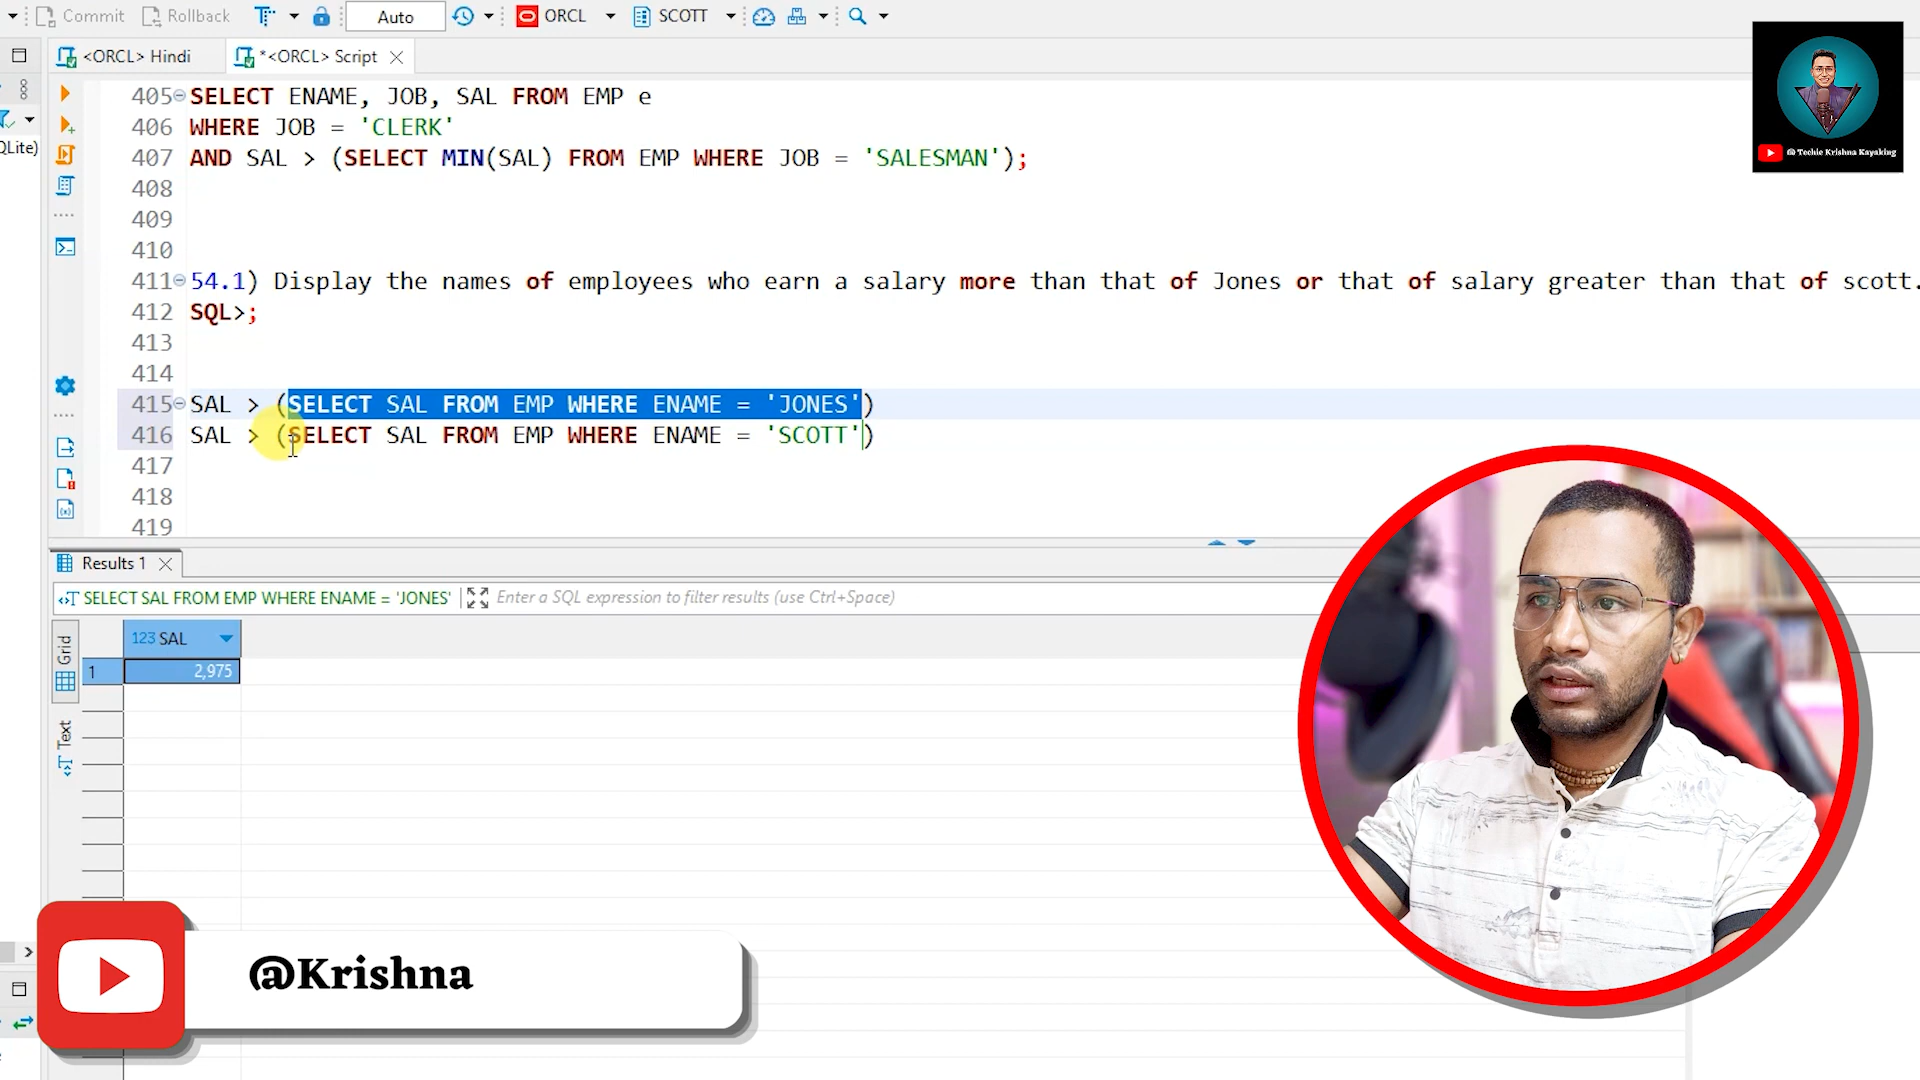 Commit Rollback Auto ORCL SCOTT
<ORCL> Hindi *<ORCL> Script
QLite)
405 SELECT ENAME, JOB, SAL FROM EMP e
406 WHERE JOB = 'CLERK'
407 AND SAL > (SELECT MIN(SAL) FROM EMP WHERE JOB = 'SALESMAN');
408
409
410
411 54.1) Display the names of employees who earn a salary more than that of Jones or that of salary greater than that of scott.
412 SQL>;
413
414
415 SAL > (SELECT SAL FROM EMP WHERE ENAME = 'JONES')
416 SAL > (SELECT SAL FROM EMP WHERE ENAME = 'SCOTT')
417
418
419
Results 1
SELECT SAL FROM EMP WHERE ENAME = 'JONES' Enter a SQL expression to filter results (use Ctrl+Space)
Grid
123 SAL
1 2,975
Text
@Krishna
@ Techie Krishna Kayaking